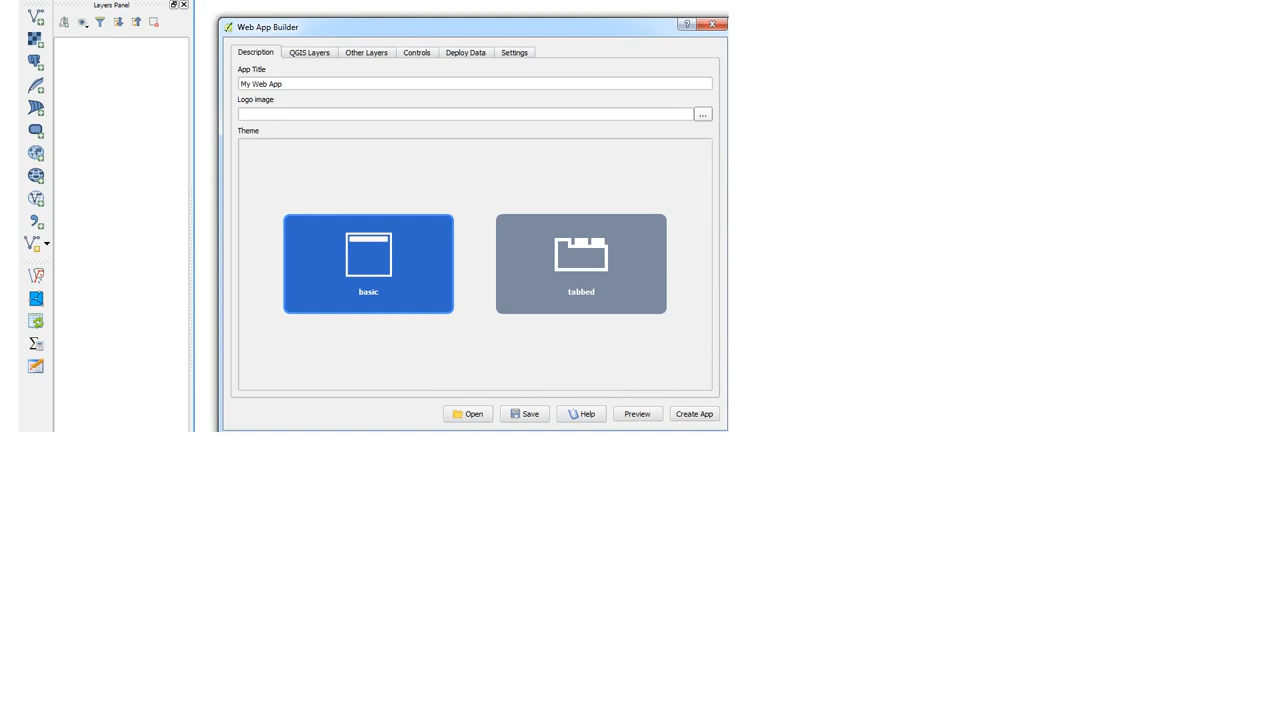 Layers Panel
Web App Builder
Description QGIS Layers Other Layers Controls Deploy Data Settings
App Title
My Web App
Logo image
...
Theme
basic tabbed
Open Save Help Preview Create App